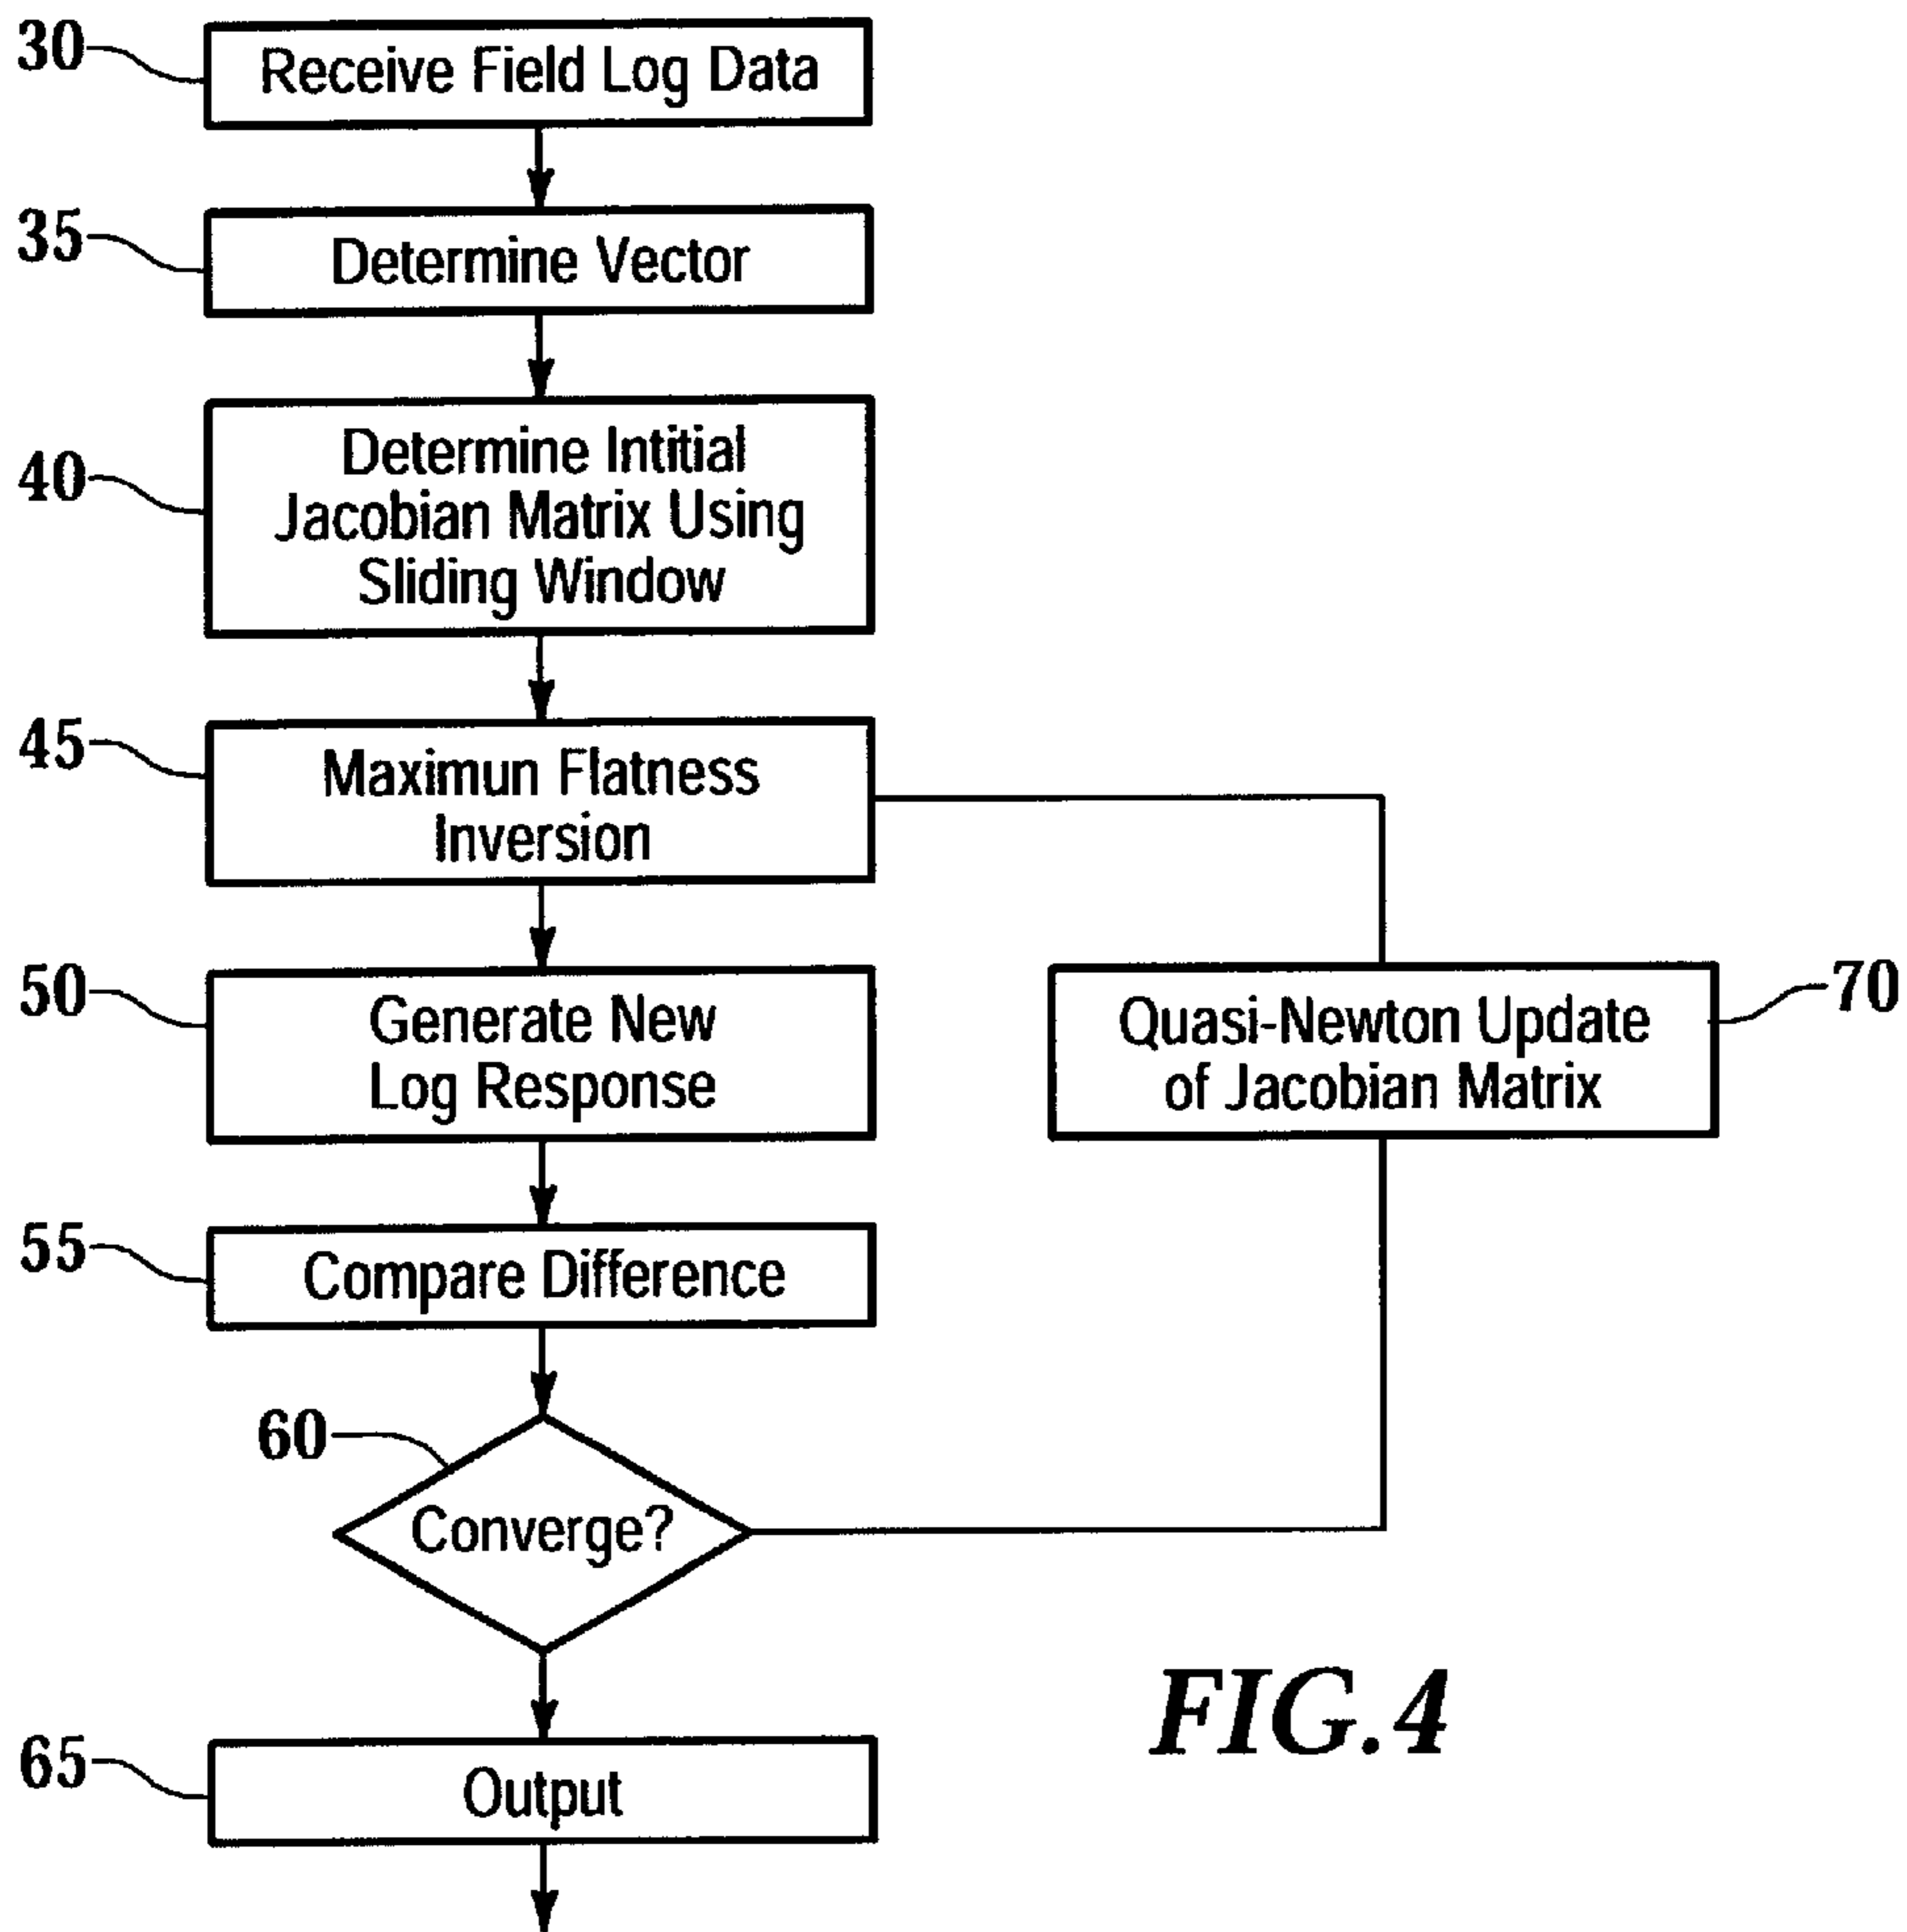 30
Receive Field Log Data
35
Determine Vector
40
Determine Intitial
Jacobian Matrix Using
Sliding Window
45
Maximun Flatness
Inversion
50
Generate New
Log Response
70
Quasi-Newton Update
of Jacobian Matrix
55
Compare Difference
60
Converge?
65
Output
FIG.4